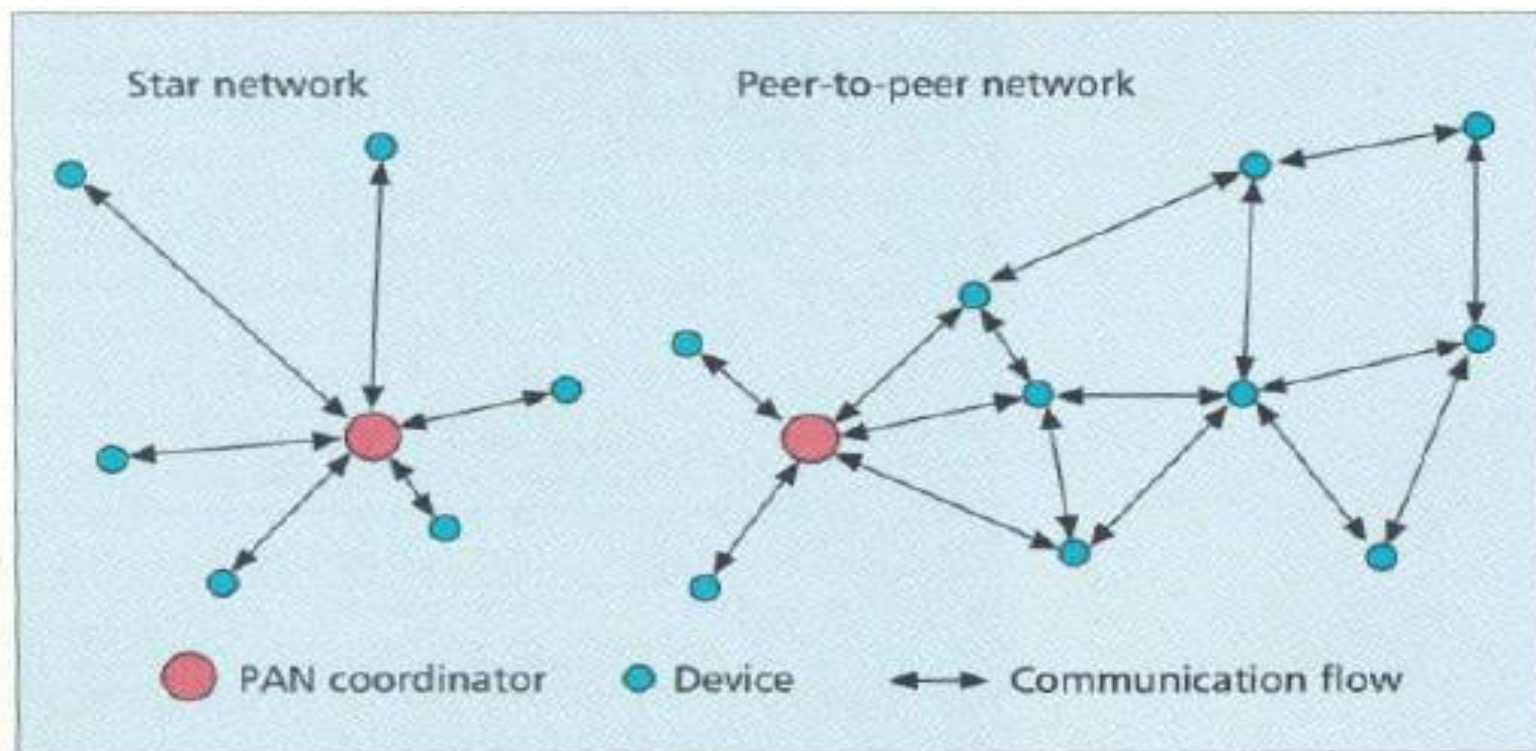 Star network
Peer-to-peer network
PAN coordinator
Device
Communication flow